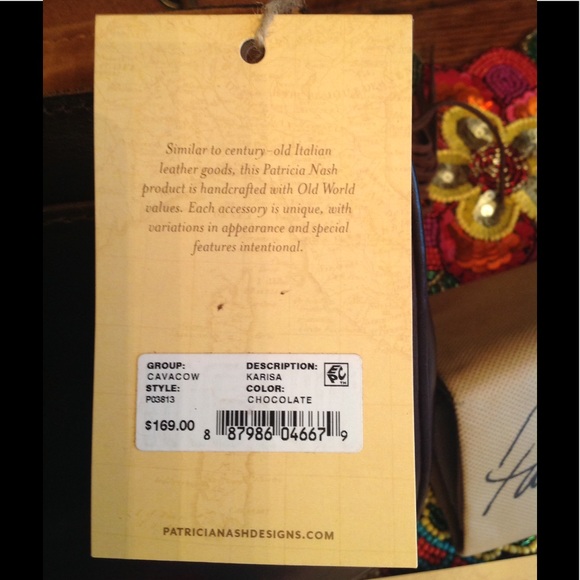 Similar to century-old Italian
leather goods, this Patricia Nash
product is handcrafted with Old World
values. Each accessory is unique, with
variations in appearance and special
features intentional.
GROUP: DESCRIPTION:
CAVACOW KARISA
STYLE: COLOR:
P03813 CHOCOLATE
$169.00
8 87986 04667 9
PATRICIANASHDESIGNS.COM